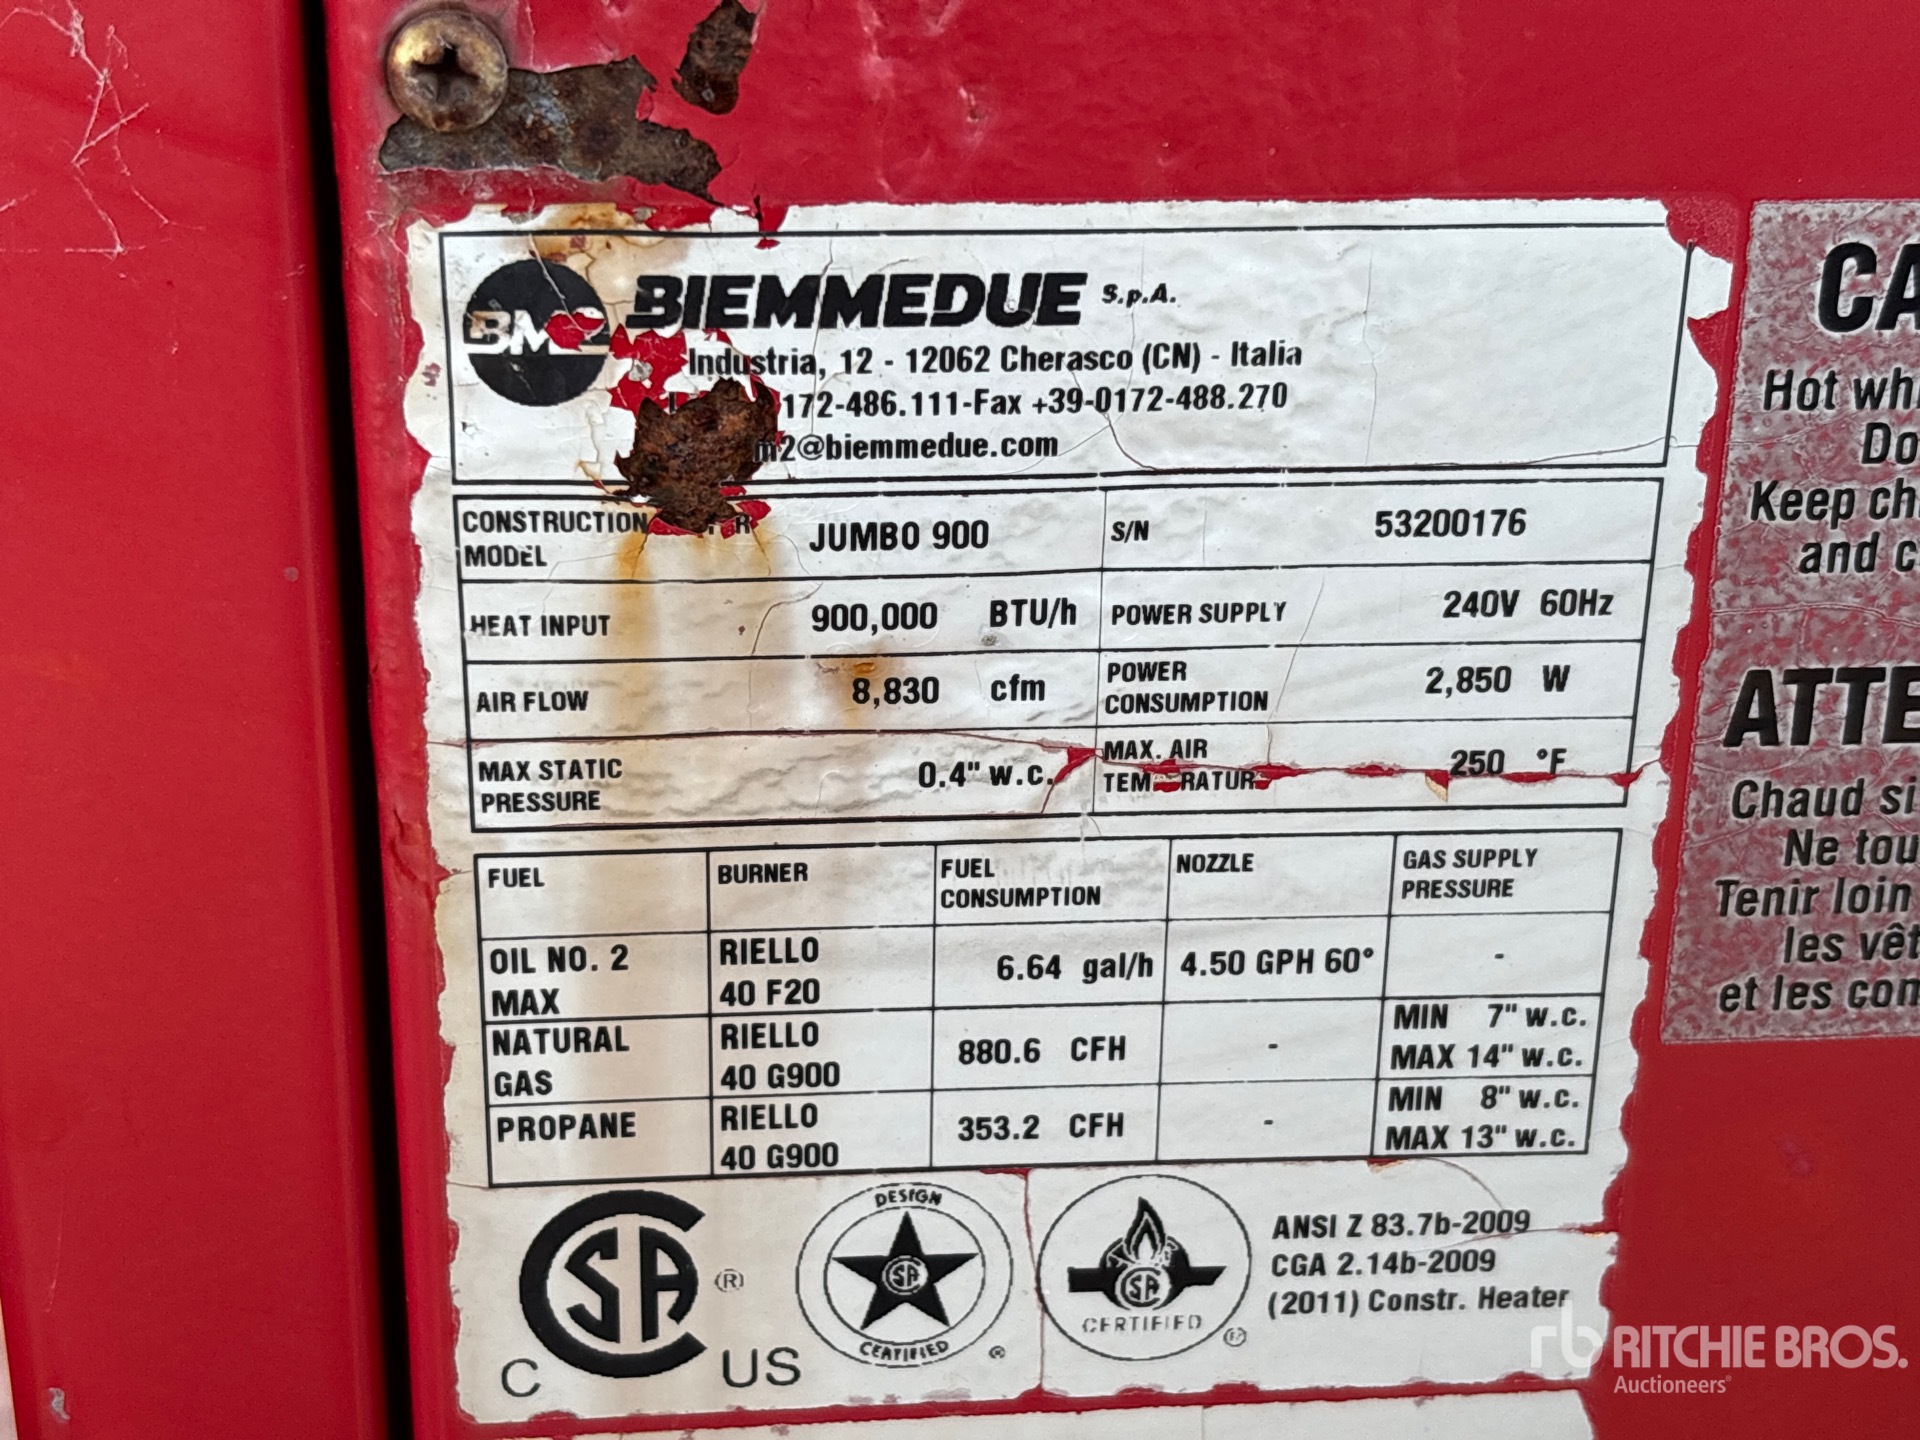 BM2
BIEMMEDUE S.p.A.
Industria, 12 - 12062 Cherasco (CN) - Italia
172-486.111-Fax +39-0172-488.270
m2@biemmedue.com
CONSTRUCTION
MODEL
JUMBO 900
S/N
53200176
HEAT INPUT
900,000 BTU/h
POWER SUPPLY
240V 60Hz
AIR FLOW
8,830 cfm
POWER
CONSUMPTION
2,850 W
MAX STATIC
PRESSURE
0.4" w.c.
MAX. AIR
250 °F
FUEL
BURNER
FUEL
CONSUMPTION
NOZZLE
GAS SUPPLY
PRESSURE
OIL NO. 2
MAX
RIELLO
40 F20
6.64 gal/h
4.50 GPH 60°
-
NATURAL
GAS
RIELLO
40 G900
880.6 CFH
-
MIN 7" w.c.
MAX 14" w.c.
PROPANE
RIELLO
40 G900
353.2 CFH
-
MIN 8" w.c.
MAX 13" w.c.
C SA ® US
DESIGN
SA
CERTIFIED ®
SA
CERTIFIED ®
ANSI Z 83.7b-2009
CGA 2.14b-2009
(2011) Constr. Heater
CA
Hot wh
Do
Keep ch
and c
ATTE
Chaud si
Ne tou
Tenir loin
les vêt
et les con
rb RITCHIE BROS.
Auctioneers